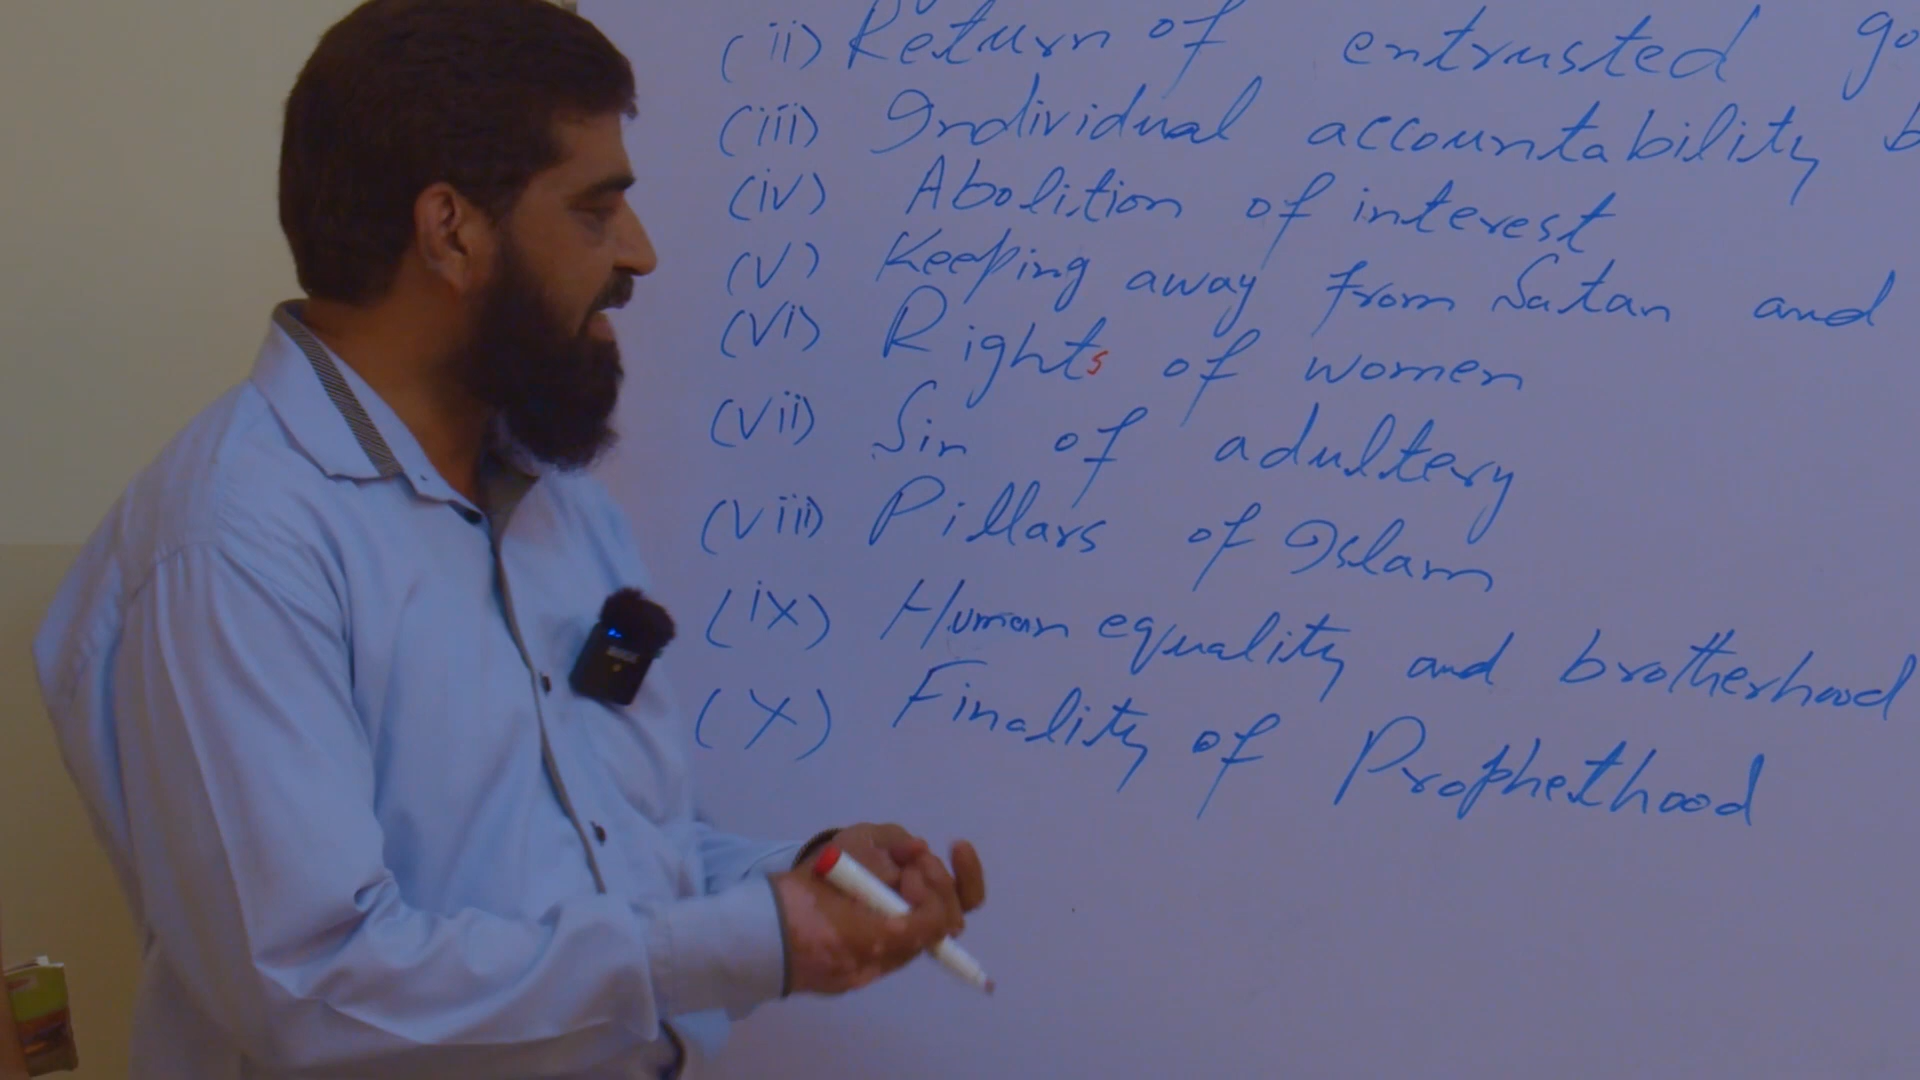 (ii) Return of entrusted go
(iii) Individual accountability b
(iv) Abolition of interest
(v) Keeping away from Satan and
(vi) Rights of women
(vii) Sin of adultery
(viii) Pillars of Islam
(ix) Human equality and brotherhood
(X) Finality of Prophethood